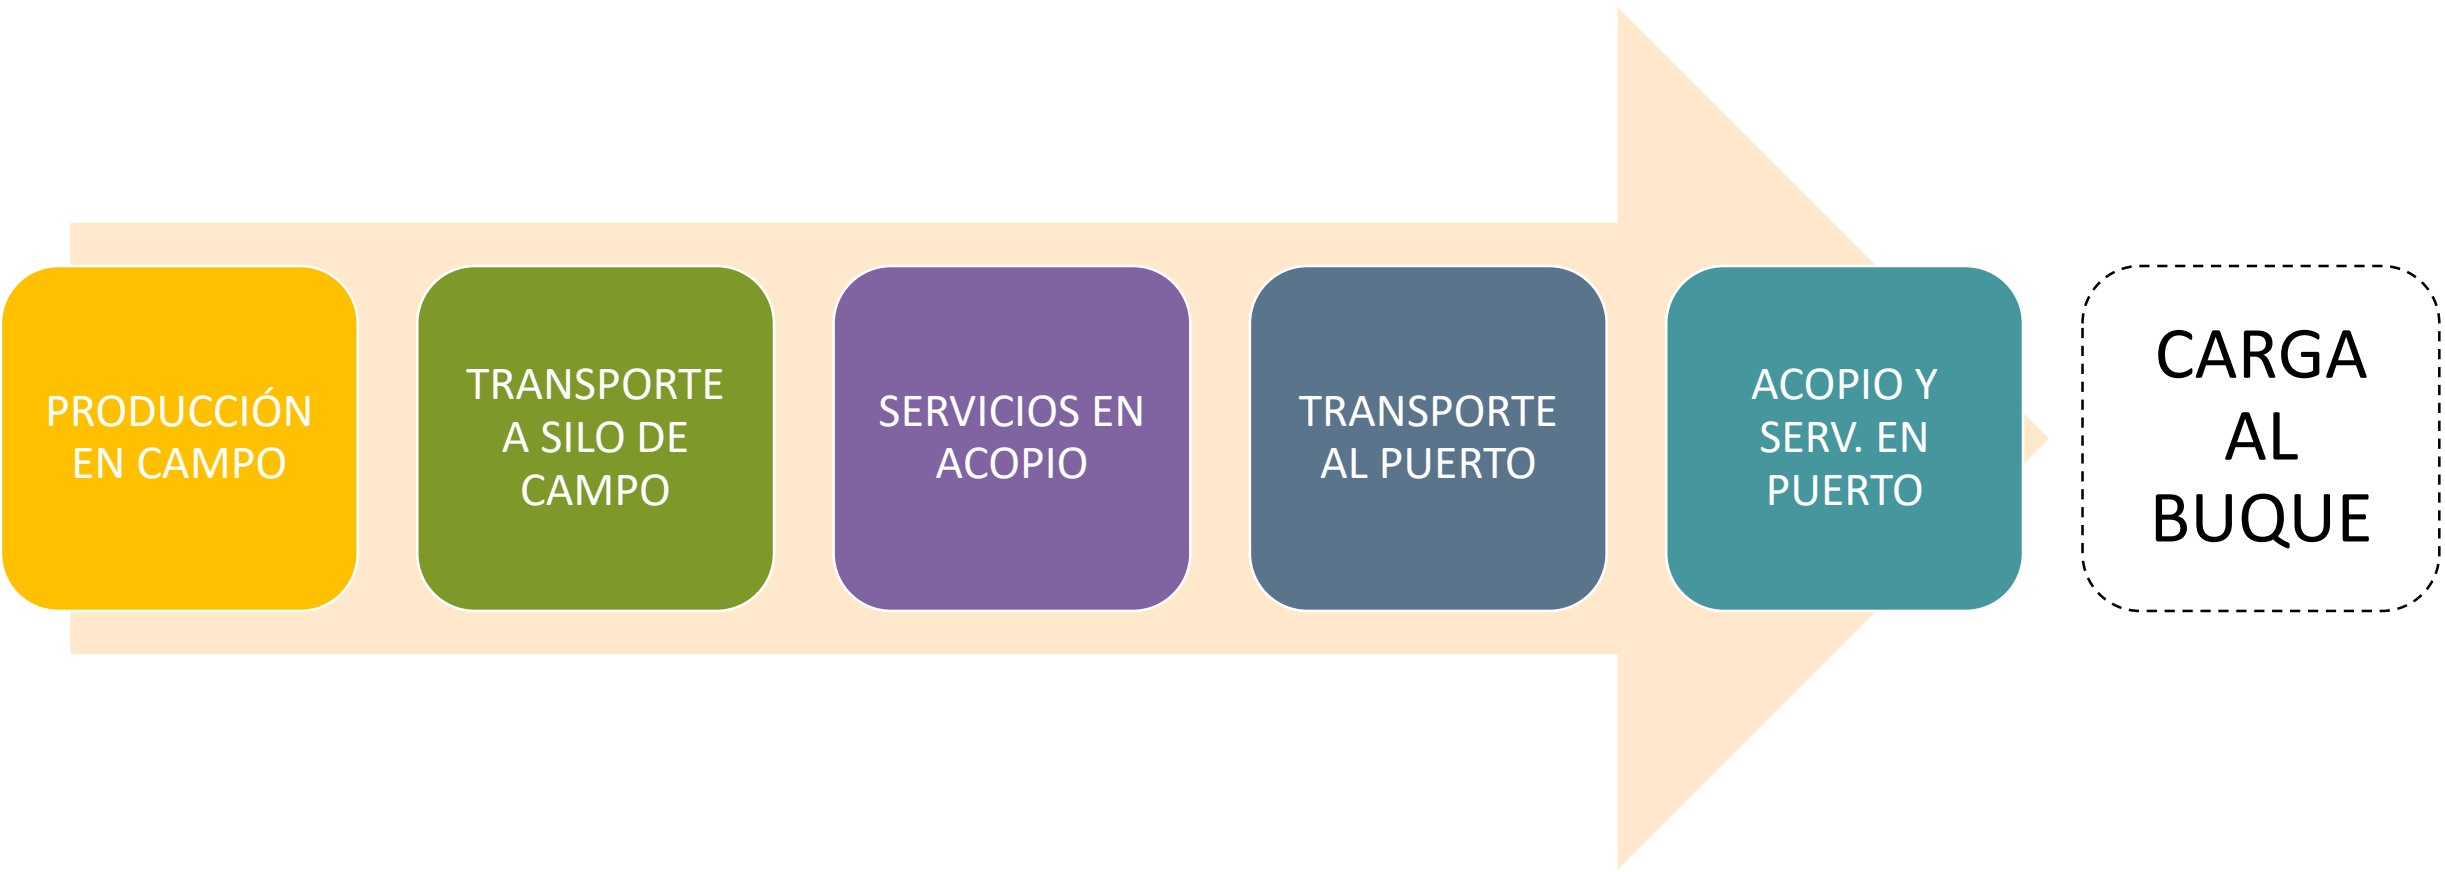 PRODUCCIÓN
EN CAMPO
TRANSPORTE
A SILO DE
CAMPO
SERVICIOS EN
ACOPIO
TRANSPORTE
AL PUERTO
ACOPIO Y
SERV. EN
PUERTO
CARGA
AL
BUQUE